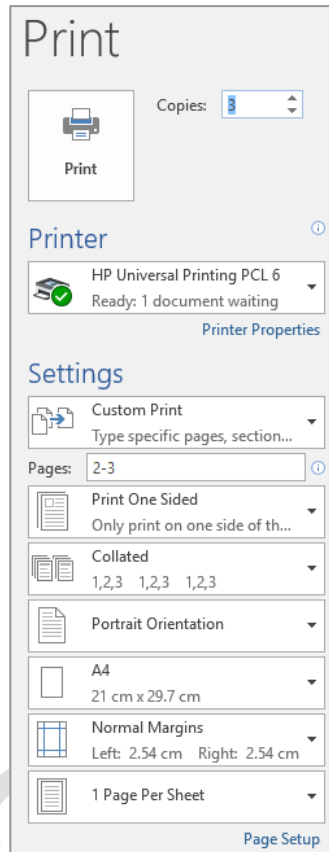 Print
Copies: 3
Print
Printer
HP Universal Printing PCL 6
Ready: 1 document waiting
Printer Properties
Settings
Custom Print
Type specific pages, section...
Pages: 2-3
Print One Sided
Only print on one side of th...
Collated
1,2,3 1,2,3 1,2,3
Portrait Orientation
A4
21 cm x 29.7 cm
Normal Margins
Left: 2.54 cm Right: 2.54 cm
1 Page Per Sheet
Page Setup